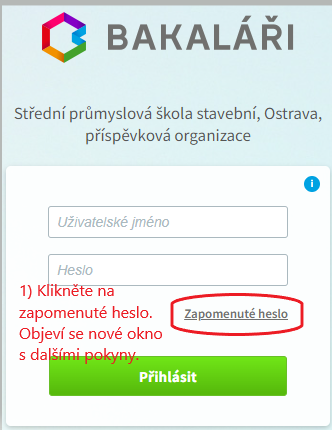 BAKALÁŘI
Střední průmyslová škola stavební, Ostrava,
příspěvková organizace
i
Uživatelské jméno
Heslo
1) Klikněte na
zapomenuté heslo.
Objeví se nové okno
s dalšími pokyny.
Zapomenuté heslo
Přihlásit